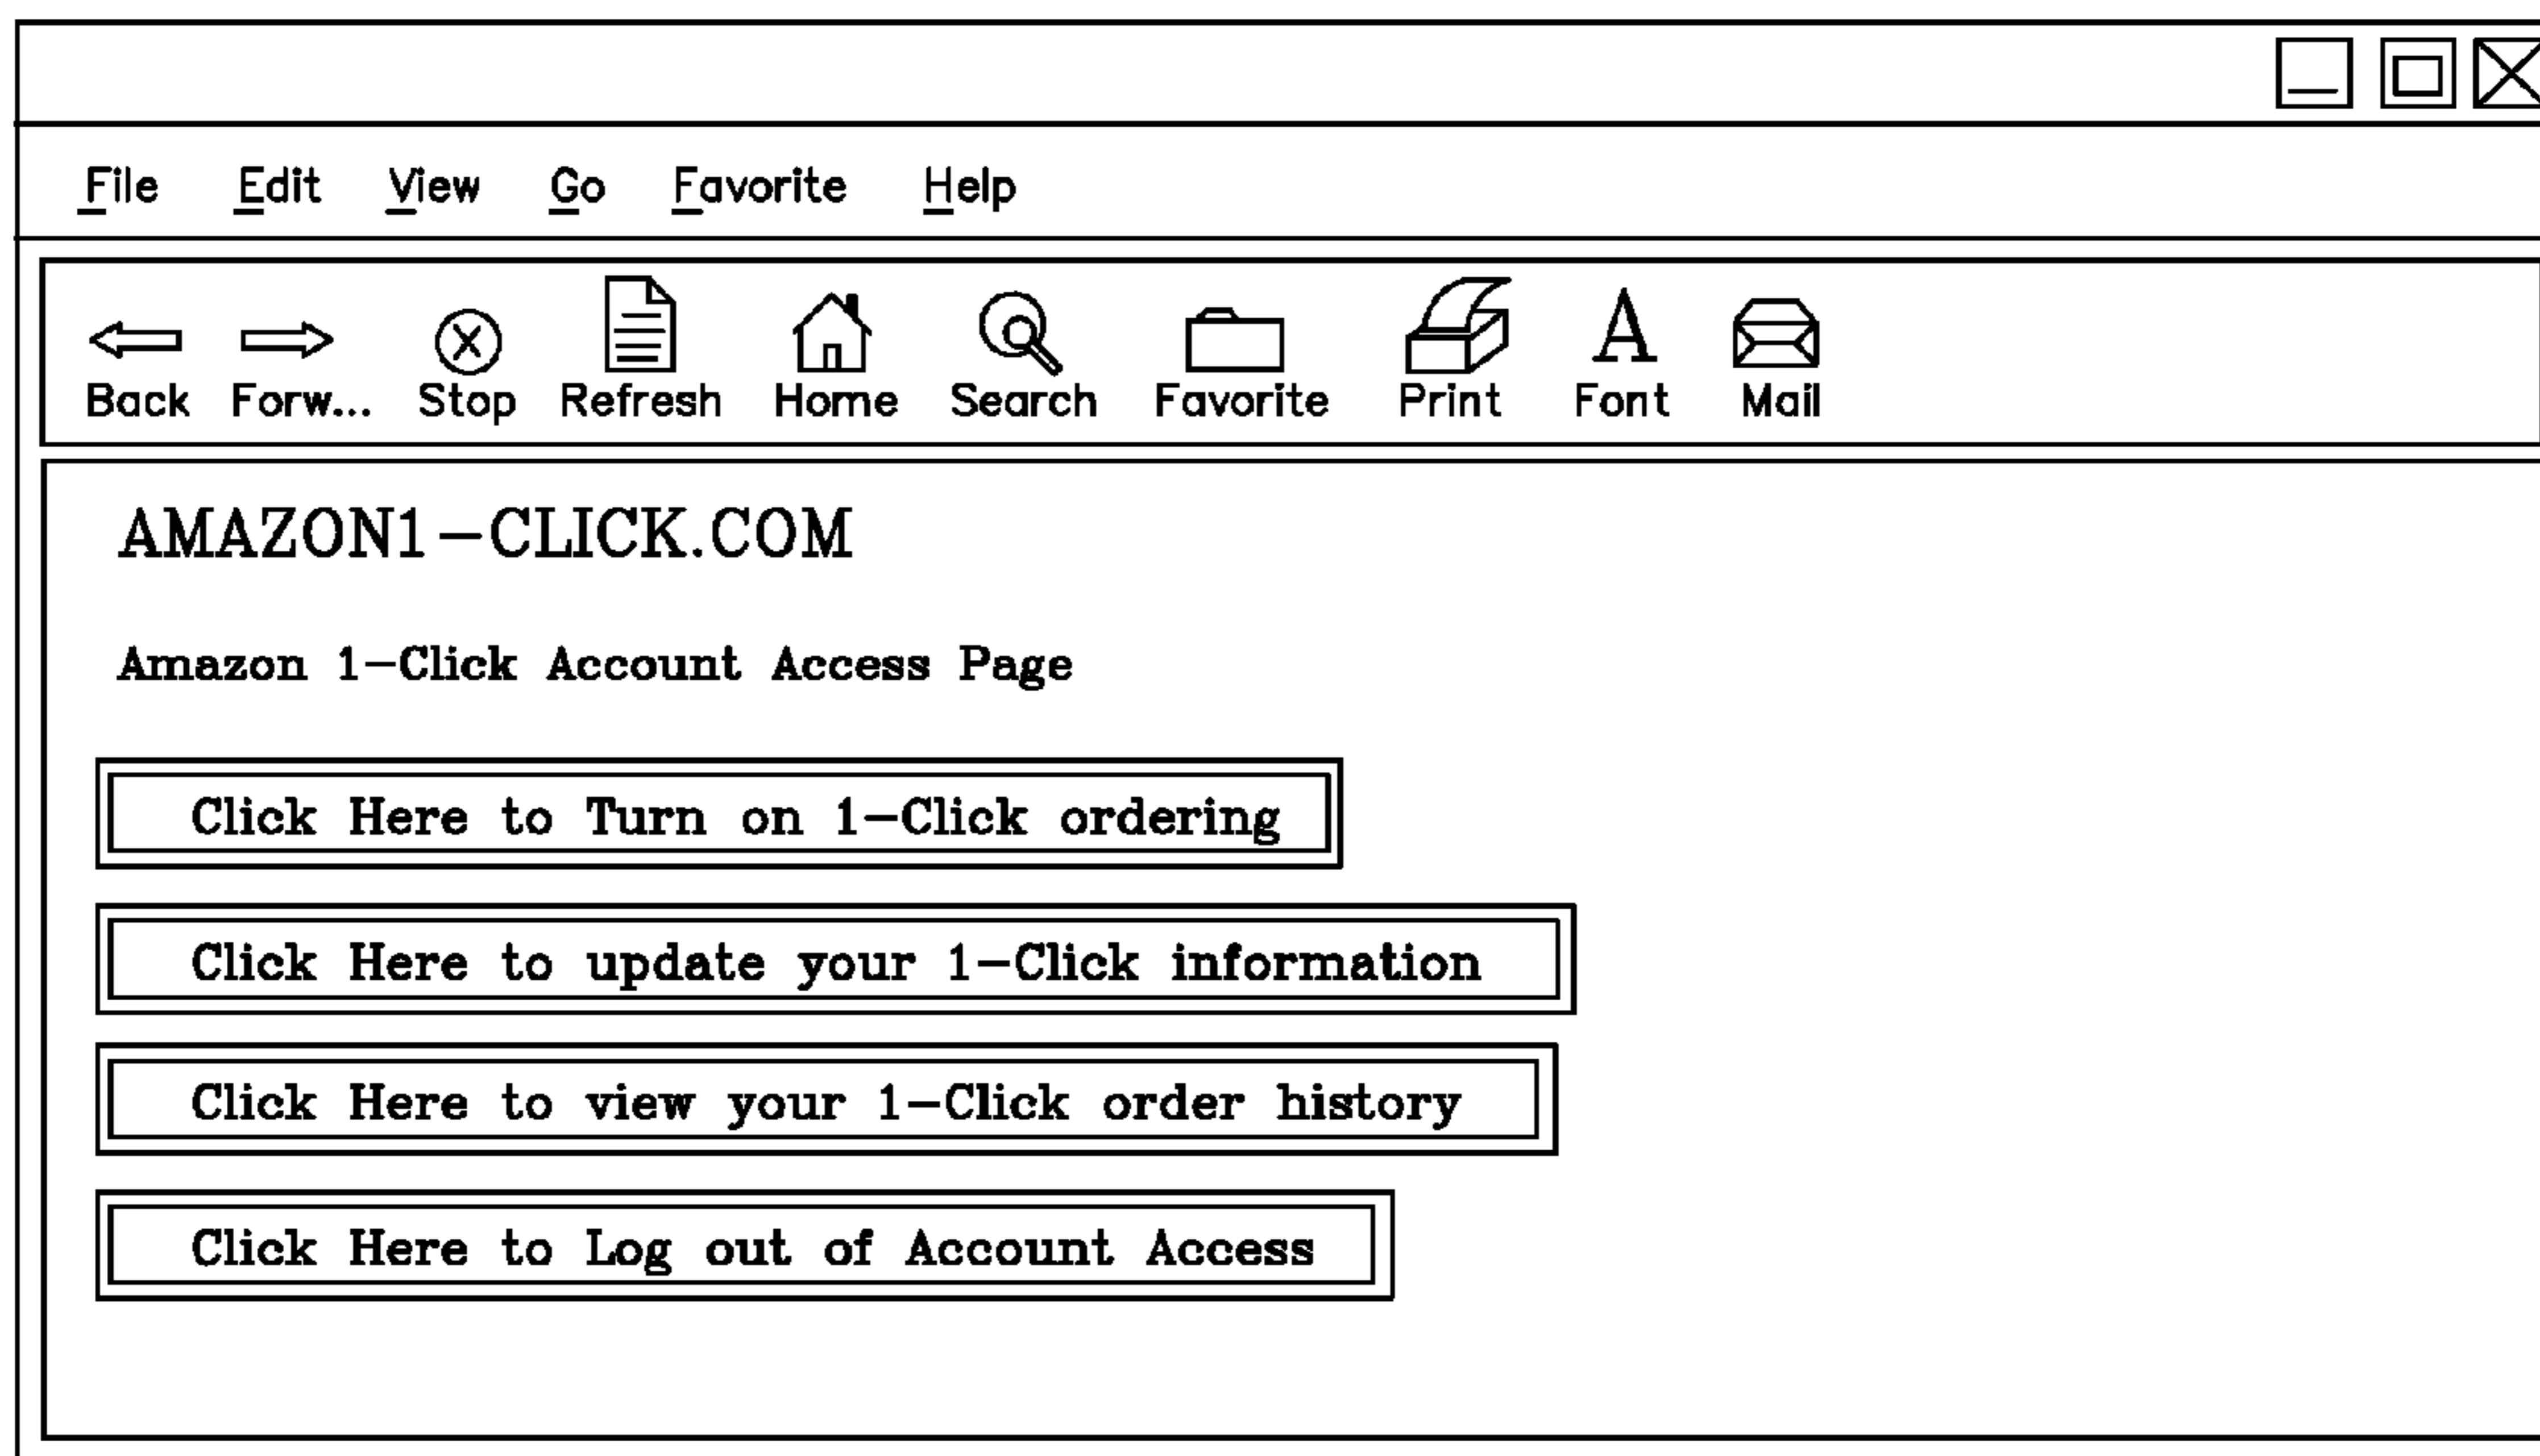 File Edit View Go Favorite Help
Back Forw... Stop Refresh Home Search Favorite Print Font Mail
AMAZON1-CLICK.COM
Amazon 1-Click Account Access Page
Click Here to Turn on 1-Click ordering
Click Here to update your 1-Click information
Click Here to view your 1-Click order history
Click Here to Log out of Account Access